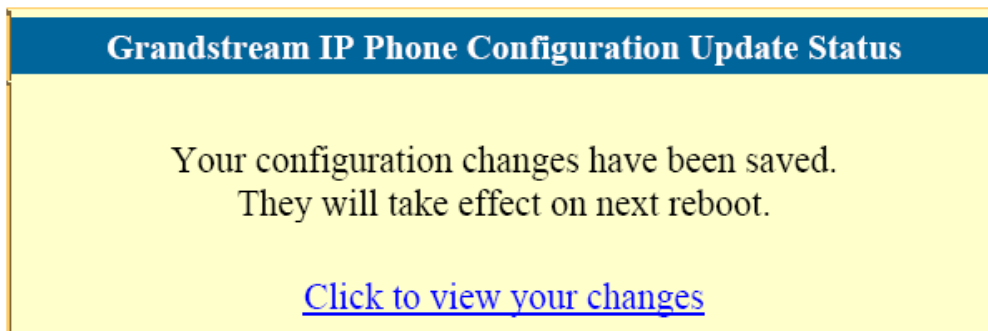 Grandstream IP Phone Configuration Update Status
Your configuration changes have been saved.
They will take effect on next reboot.
Click to view your changes